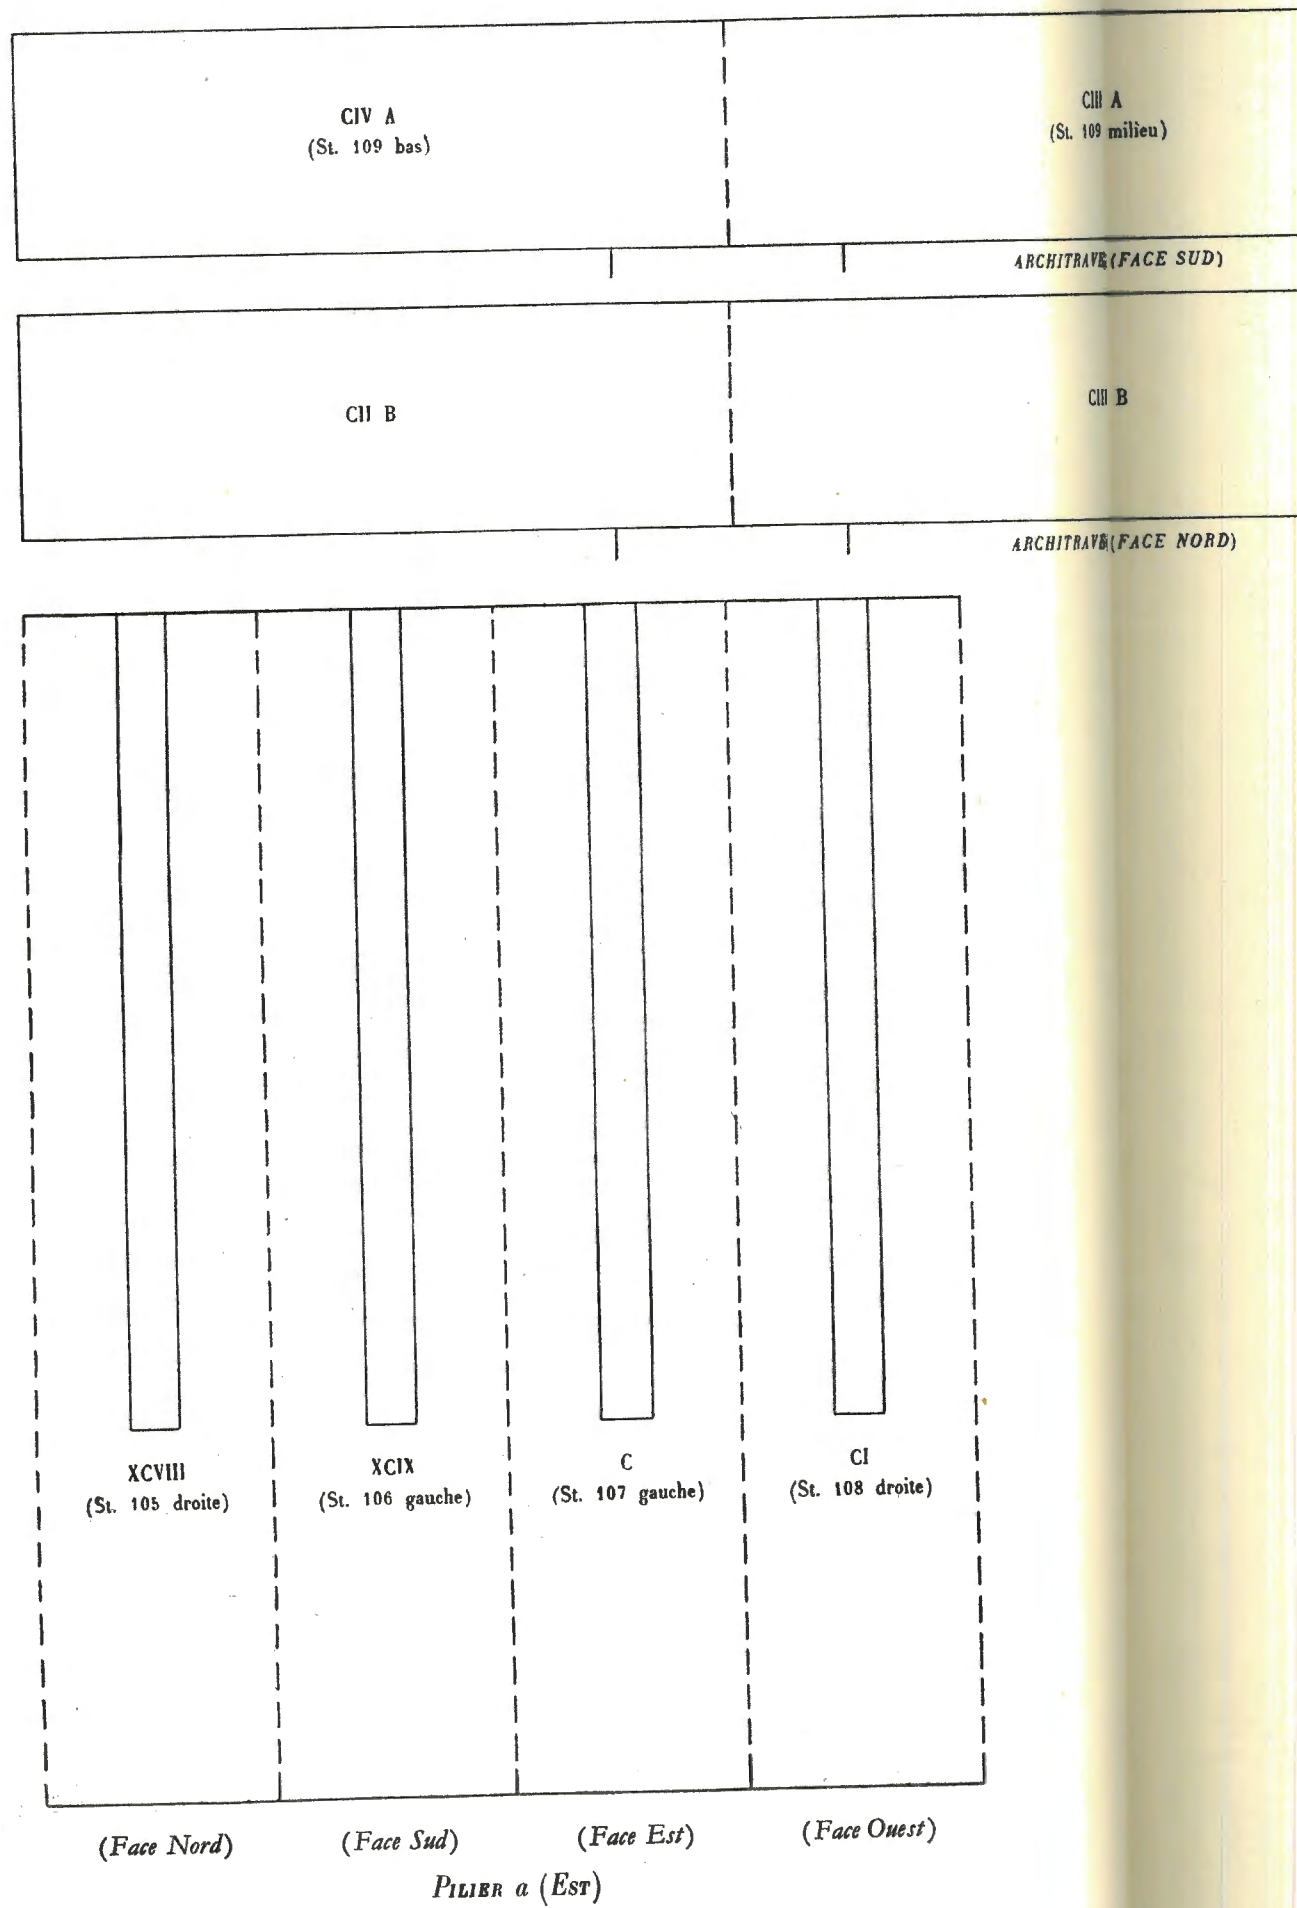 CIV A
(St. 109 bas)
CIII A
(St. 109 milieu)
ARCHITRAVE (FACE SUD)
CII B
CIII B
ARCHITRAVE (FACE NORD)
XCVIII
(St. 105 droite)
XCIX
(St. 106 gauche)
C
(St. 107 gauche)
CI
(St. 108 droite)
(Face Nord)
(Face Sud)
(Face Est)
(Face Ouest)
PILIER a (EST)